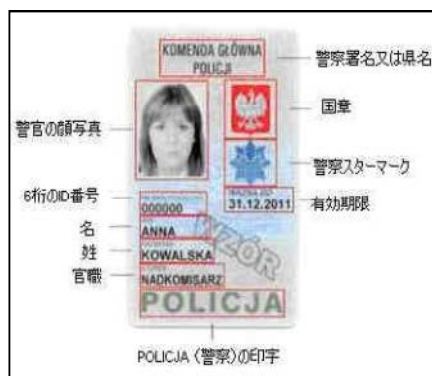 KOMENDA GŁÓWNA
POLICJI
警察署名又は県名
国章
警官の顔写真
警察スターマーク
6桁のID番号
000000
WAŻNA DO
31.12.2011
有効期限
名
ANNA
WZÓR
姓
KOWALSKA
官職
NADKOMISARZ
POLICJA
POLICJA（警察）の印字